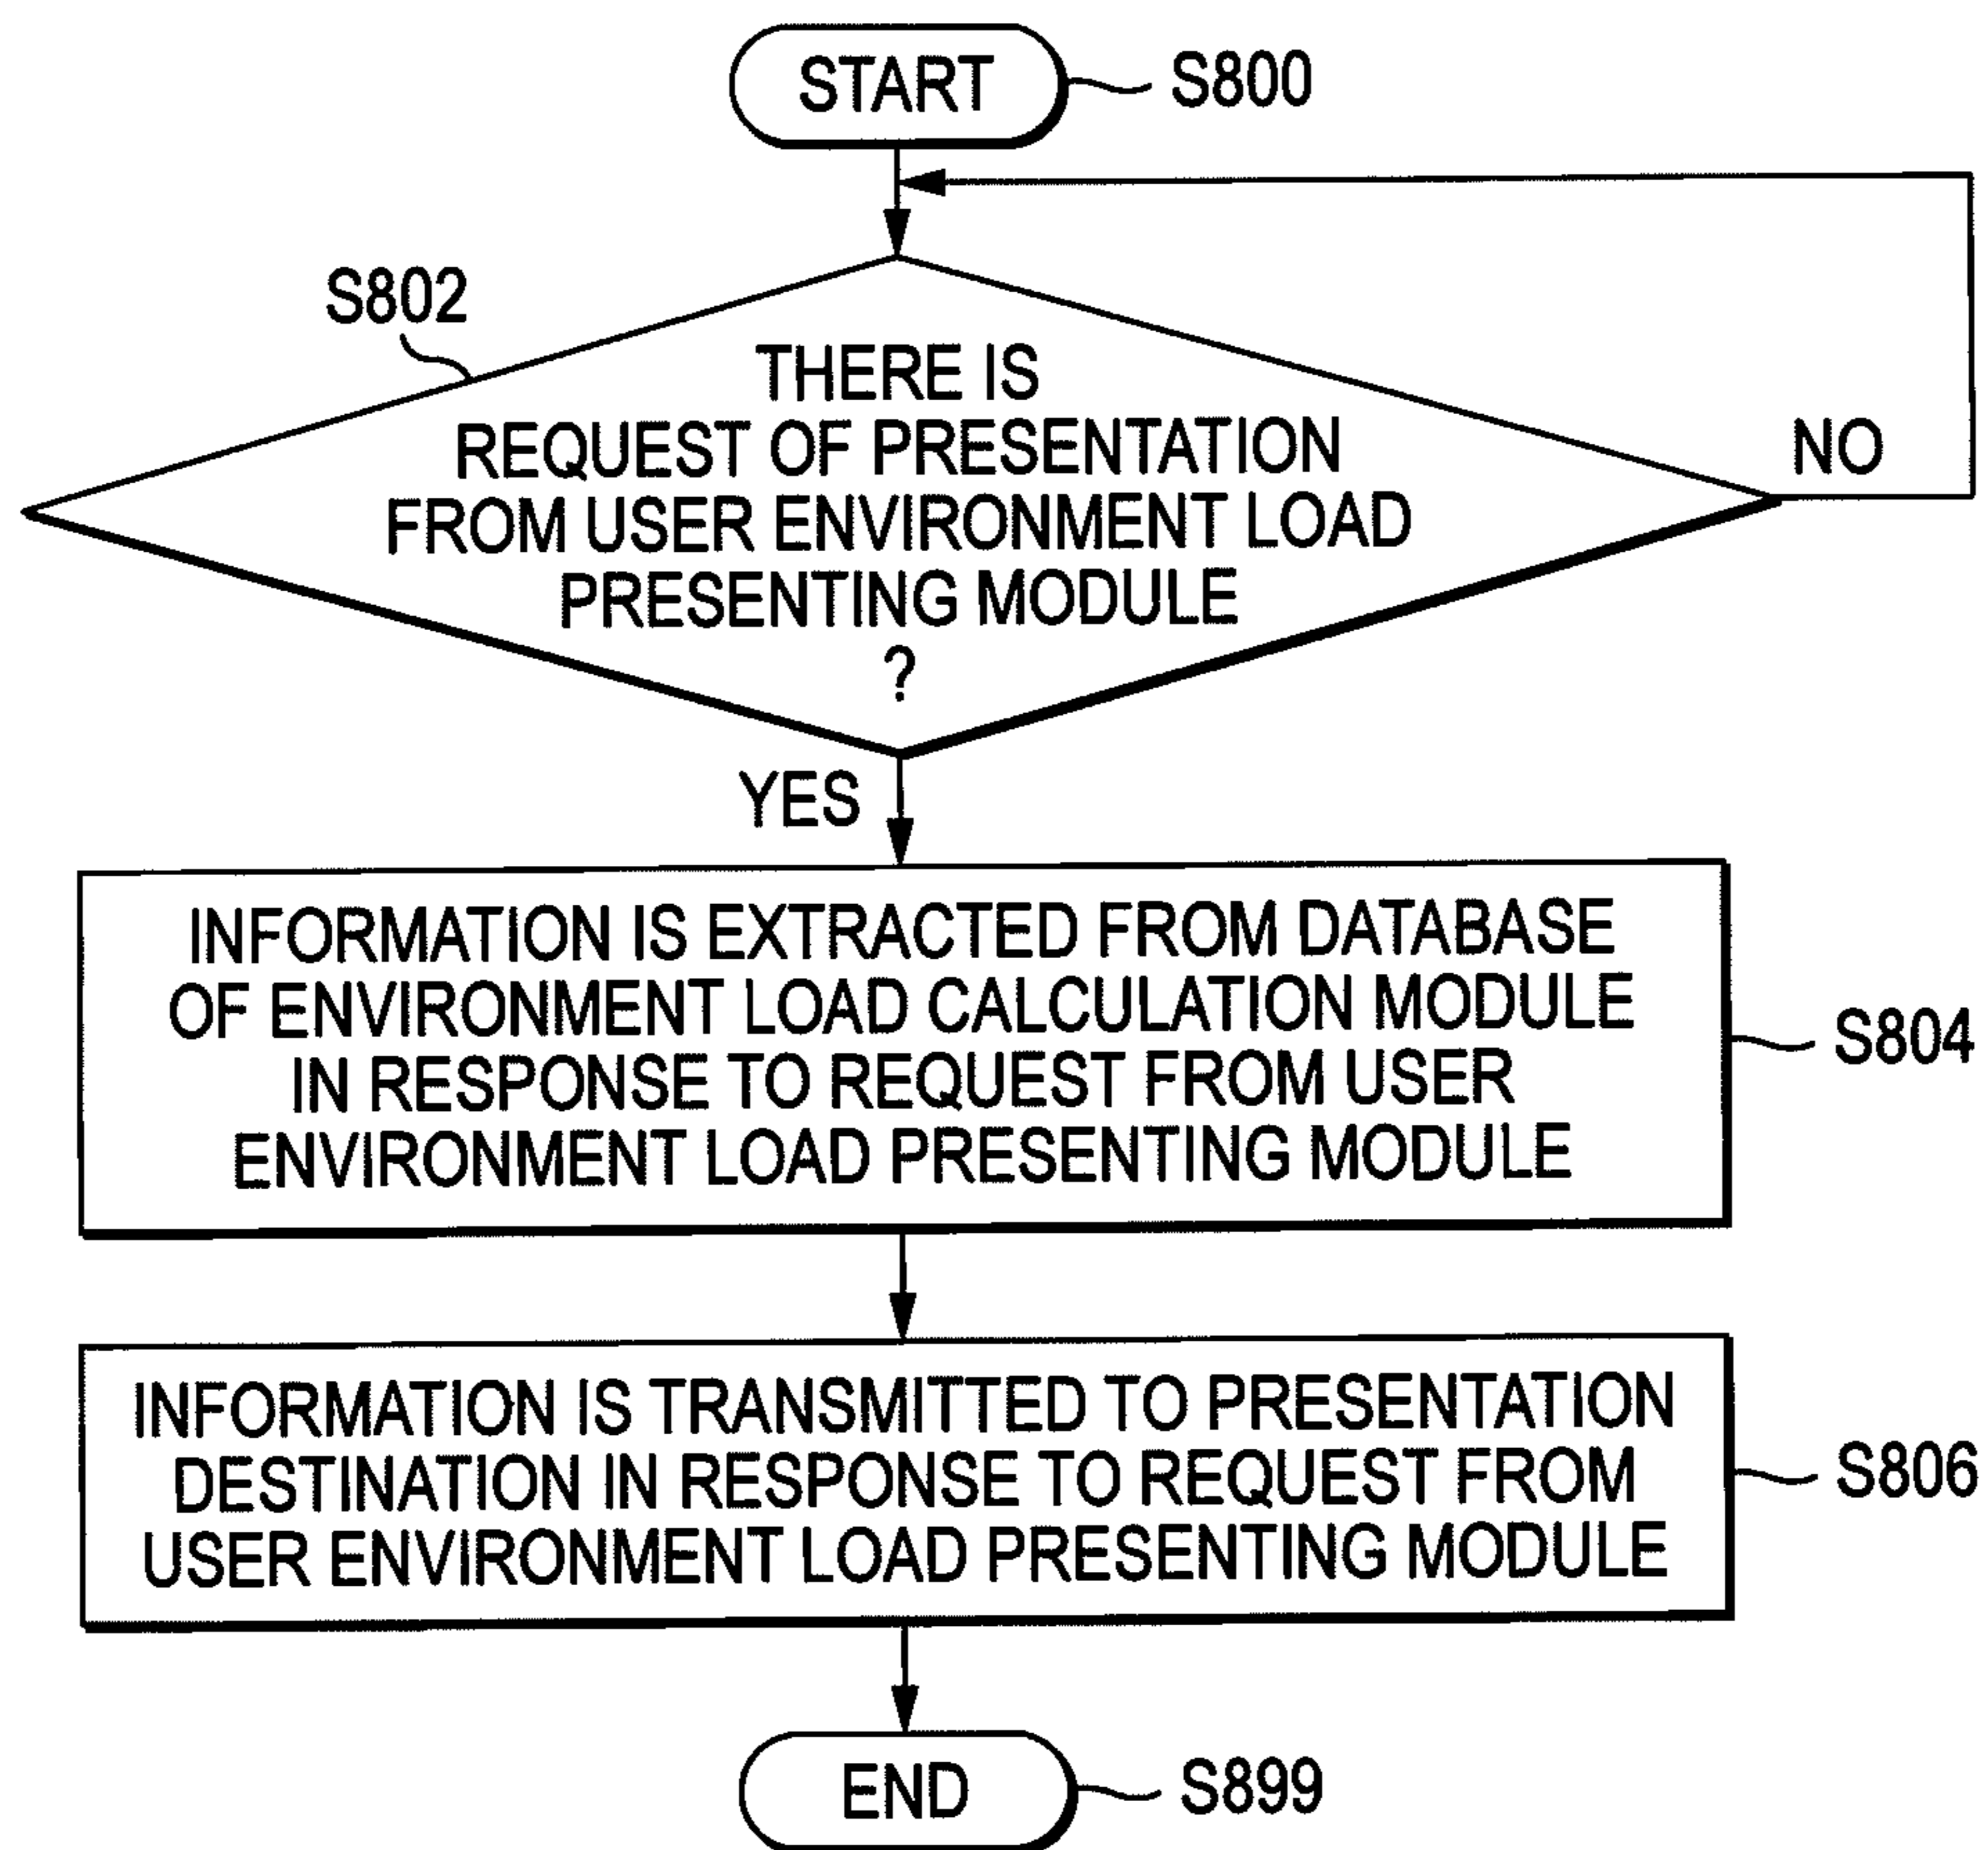 START
S800
S802
THERE IS
REQUEST OF PRESENTATION
FROM USER ENVIRONMENT LOAD
PRESENTING MODULE
?
NO
YES
INFORMATION IS EXTRACTED FROM DATABASE
OF ENVIRONMENT LOAD CALCULATION MODULE
IN RESPONSE TO REQUEST FROM USER
ENVIRONMENT LOAD PRESENTING MODULE
S804
INFORMATION IS TRANSMITTED TO PRESENTATION
DESTINATION IN RESPONSE TO REQUEST FROM
USER ENVIRONMENT LOAD PRESENTING MODULE
S806
END
S899